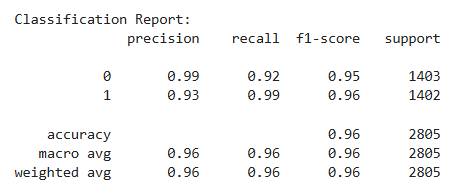 Classification Report:
precision recall f1-score support
0 0.99 0.92 0.95 1403
1 0.93 0.99 0.96 1402
accuracy 0.96 2805
macro avg 0.96 0.96 0.96 2805
weighted avg 0.96 0.96 0.96 2805